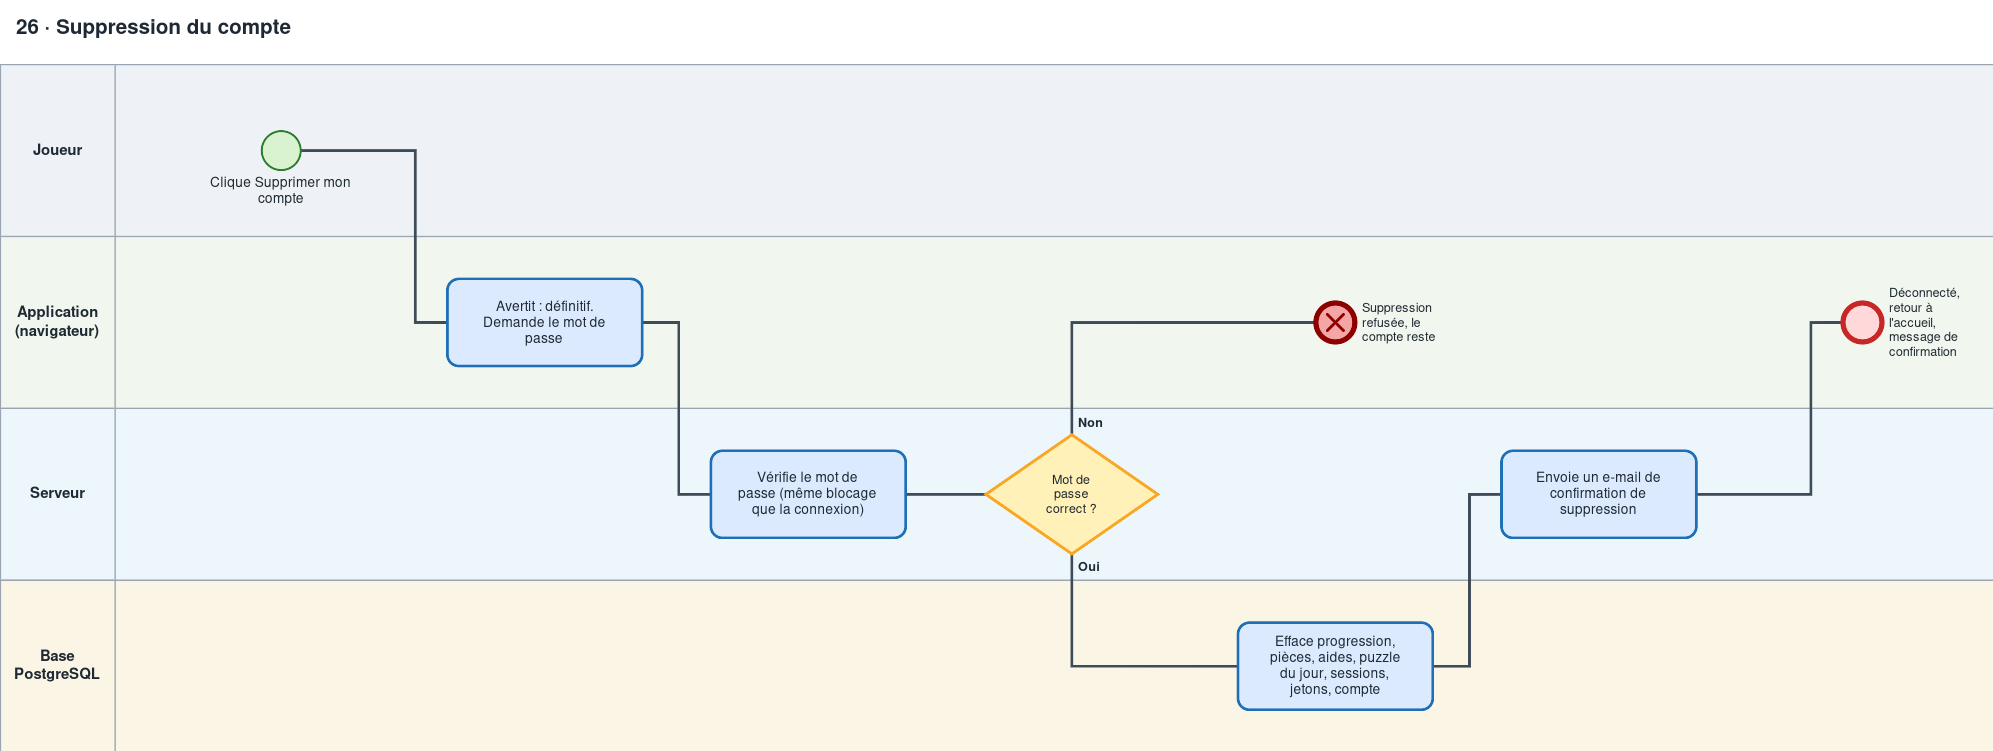 26 · Suppression du compte
Joueur
Clique Supprimer mon
compte
Application
(navigateur)
Avertit : définitif.
Demande le mot de
passe
Suppression
refusée, le
compte reste
Déconnecté,
retour à
l'accueil,
message de
confirmation
Serveur
Vérifie le mot de
passe (même blocage
que la connexion)
Non
Mot de
passe
correct ?
Oui
Envoie un e-mail de
confirmation de
suppression
Base
PostgreSQL
Efface progression,
pièces, aides, puzzle
du jour, sessions,
jetons, compte